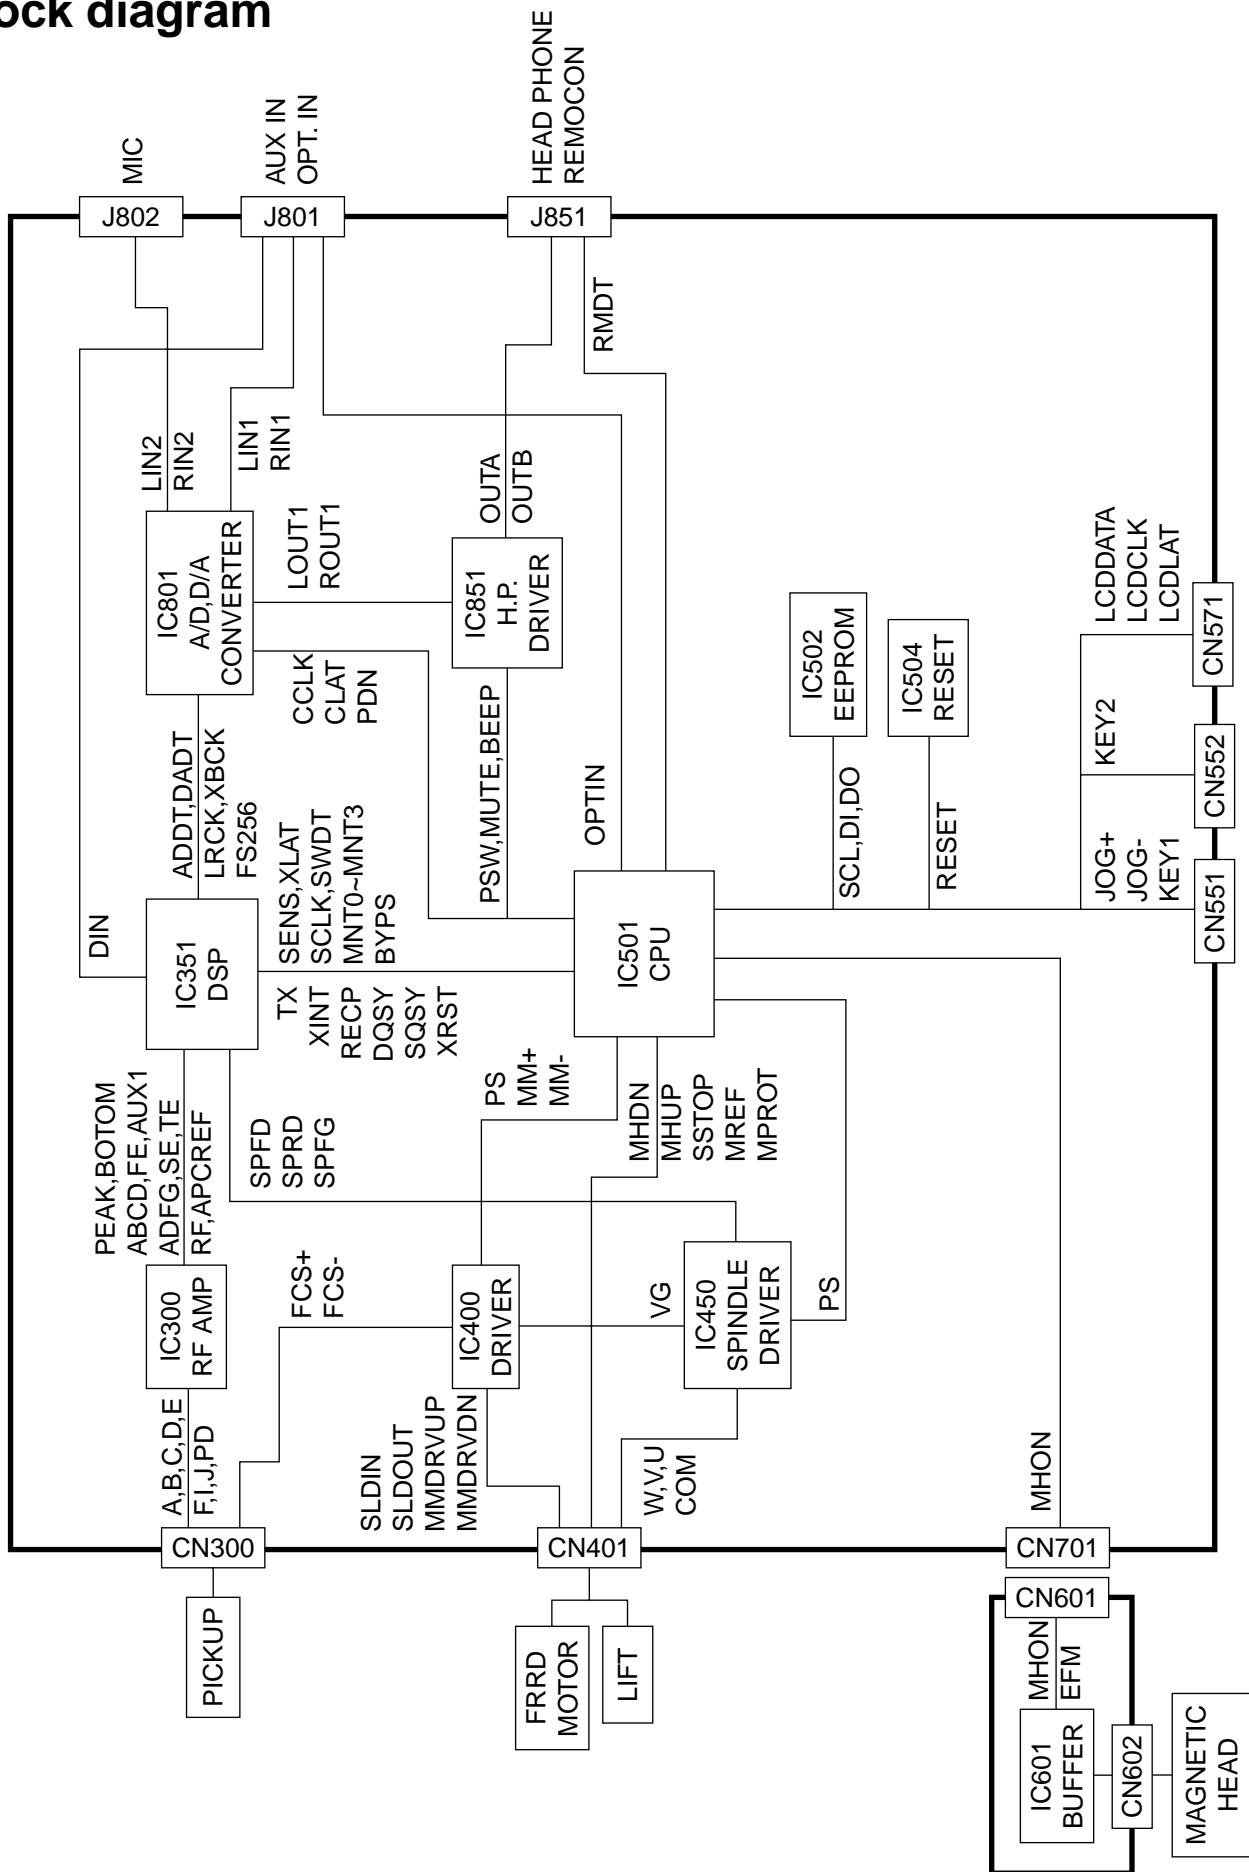 ock diagram
MIC
AUX IN
OPT. IN
HEAD PHONE
REMOCON
J802
J801
J851
LIN2
RIN2
LIN1
RIN1
RMDT
IC801
A/D,D/A
CONVERTER
LOUT1
ROUT1
OUTA
OUTB
IC851
H.P.
DRIVER
CCLK
CLAT
PDN
PSW,MUTE,BEEP
OPTIN
ADDT,DADT
LRCK,XBCK
FS256
DIN
IC351
DSP
SENS,XLAT
SCLK,SWDT
MNT0~MNT3
BYPS
TX
XINT
RECP
DQSY
SQSY
XRST
IC501
CPU
IC502
EEPROM
IC504
RESET
SCL,DI,DO
RESET
LCDDATA
LCDCLK
LCDLAT
CN571
KEY2
CN552
JOG+
JOG-
KEY1
CN551
PEAK,BOTOM
ABCD,FE,AUX1
ADFG,SE,TE
RF,APCREF
SPFD
SPRD
SPFG
PS
MM+
MM-
MHDN
MHUP
SSTOP
MREF
MPROT
IC300
RF AMP
FCS+
FCS-
IC400
DRIVER
VG
IC450
SPINDLE
DRIVER
PS
A,B,C,D,E
F,I,J,PD
SLDIN
SLDOUT
MMDRVUP
MMDRVDN
W,V,U
COM
MHON
CN300
CN401
CN701
PICKUP
FRRD
MOTOR
LIFT
CN601
MHON
EFM
IC601
BUFFER
CN602
MAGNETIC
HEAD